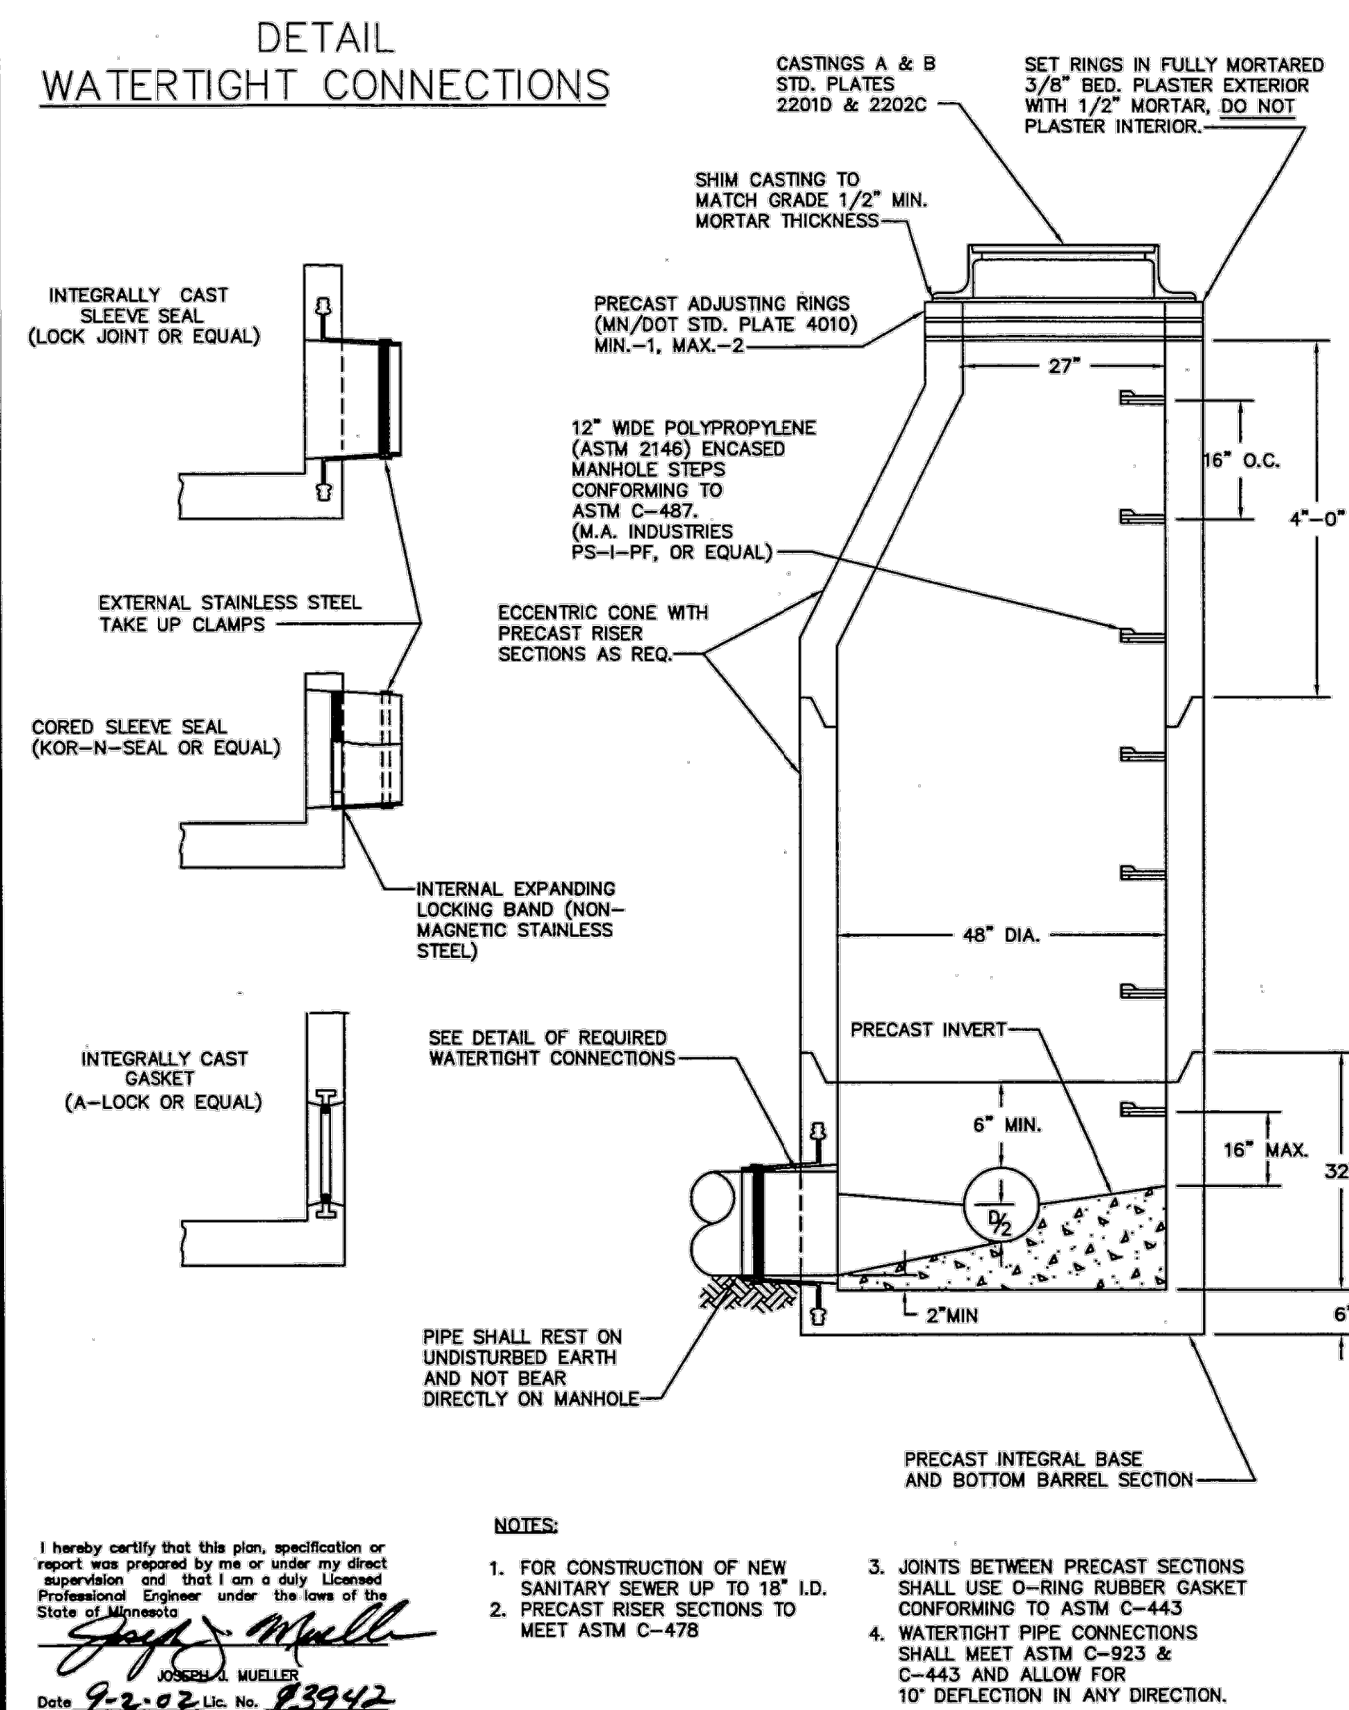 DETAIL
WATERTIGHT CONNECTIONS
CASTINGS A & B
STD. PLATES
2201D & 2202C
SET RINGS IN FULLY MORTARED
3/8" BED. PLASTER EXTERIOR
WITH 1/2" MORTAR, DO NOT
PLASTER INTERIOR.
SHIM CASTING TO
MATCH GRADE 1/2" MIN.
MORTAR THICKNESS
INTEGRALLY CAST
SLEEVE SEAL
(LOCK JOINT OR EQUAL)
PRECAST ADJUSTING RINGS
(MN/DOT STD. PLATE 4010)
MIN.-1, MAX.-2
27"
12" WIDE POLYPROPYLENE
(ASTM 2146) ENCASED
MANHOLE STEPS
CONFORMING TO
ASTM C-487.
(M.A. INDUSTRIES
PS-I-PF, OR EQUAL)
16" O.C.
4"-0"
EXTERNAL STAINLESS STEEL
TAKE UP CLAMPS
ECCENTRIC CONE WITH
PRECAST RISER
SECTIONS AS REQ.
CORED SLEEVE SEAL
(KOR-N-SEAL OR EQUAL)
INTERNAL EXPANDING
LOCKING BAND (NON-
MAGNETIC STAINLESS
STEEL)
48" DIA.
SEE DETAIL OF REQUIRED
WATERTIGHT CONNECTIONS
PRECAST INVERT
INTEGRALLY CAST
GASKET
(A-LOCK OR EQUAL)
6" MIN.
16" MAX.
32
D/2
2"MIN
6"
PIPE SHALL REST ON
UNDISTURBED EARTH
AND NOT BEAR
DIRECTLY ON MANHOLE
PRECAST INTEGRAL BASE
AND BOTTOM BARREL SECTION
I hereby certify that this plan, specification or
report was prepared by me or under my direct
supervision and that I am a duly Licensed
Professional Engineer under the laws of the
State of Minnesota
Joseph J. Mueller
JOSEPH J. MUELLER
Date 9-2-02 Lic. No. 93942
NOTES:
1. FOR CONSTRUCTION OF NEW
SANITARY SEWER UP TO 18" I.D.
2. PRECAST RISER SECTIONS TO
MEET ASTM C-478
3. JOINTS BETWEEN PRECAST SECTIONS
SHALL USE O-RING RUBBER GASKET
CONFORMING TO ASTM C-443
4. WATERTIGHT PIPE CONNECTIONS
SHALL MEET ASTM C-923 &
C-443 AND ALLOW FOR
10° DEFLECTION IN ANY DIRECTION.